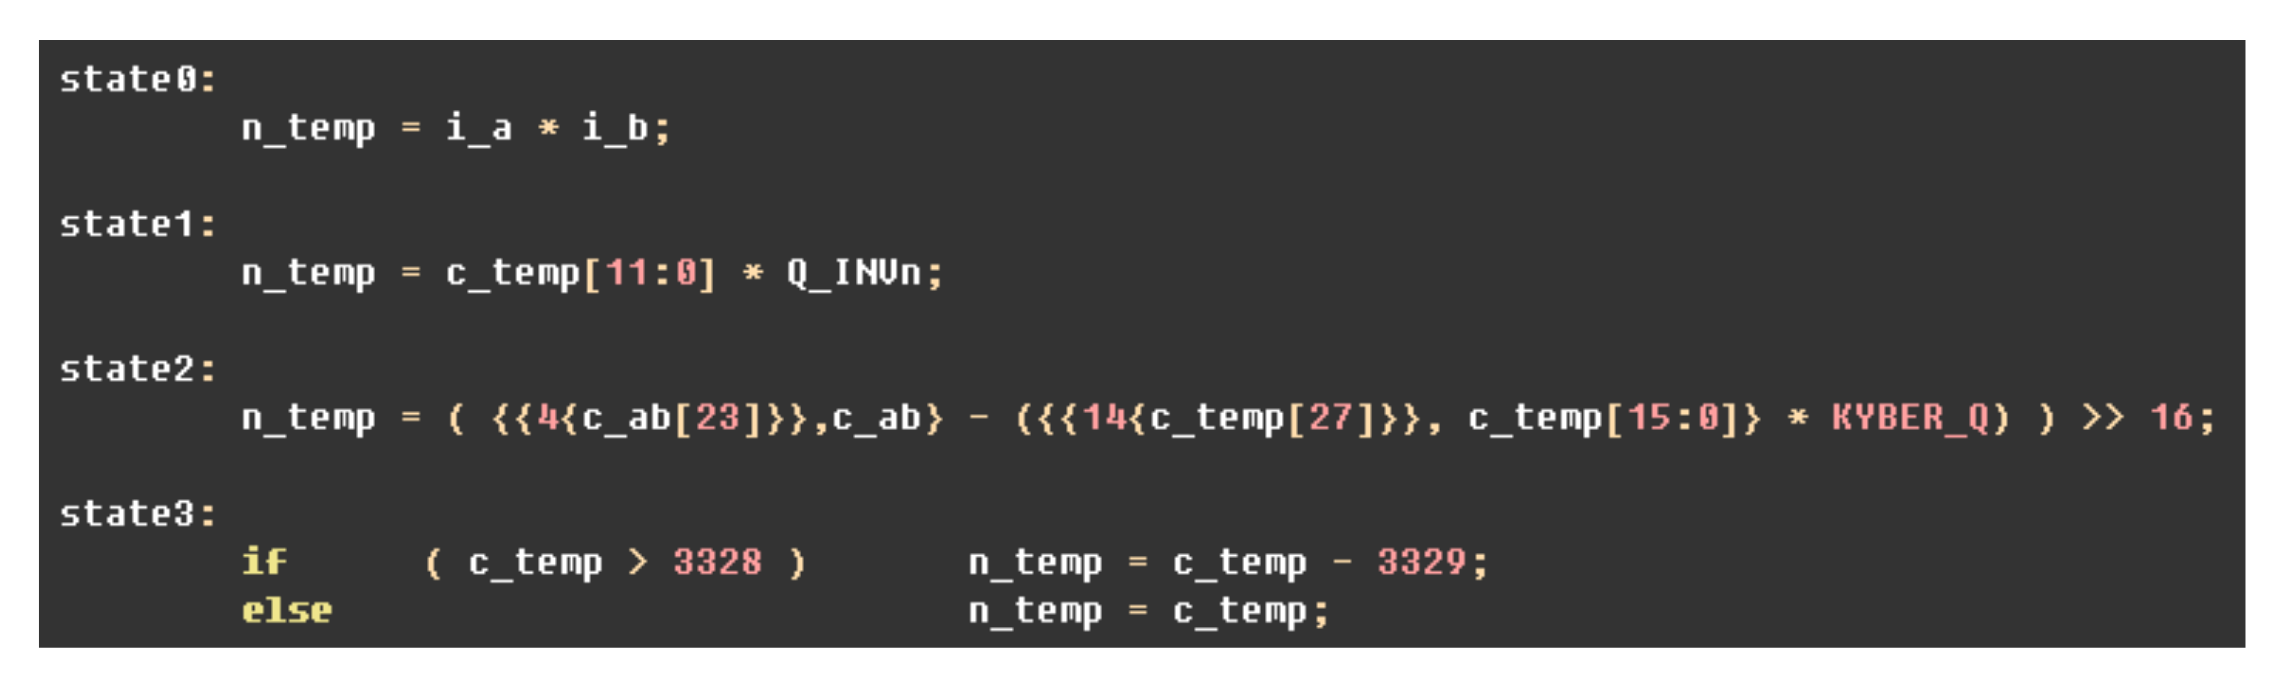 state0:
n_temp = i_a * i_b;
state1:
n_temp = c_temp[11:0] * Q_INVn;
state2:
n_temp = ( {{4{c_ab[23]}},c_ab} - ({{14{c_temp[27]}}, c_temp[15:0]} * KYBER_Q) ) >> 16;
state3:
if ( c_temp > 3328 ) n_temp = c_temp - 3329;
else n_temp = c_temp;